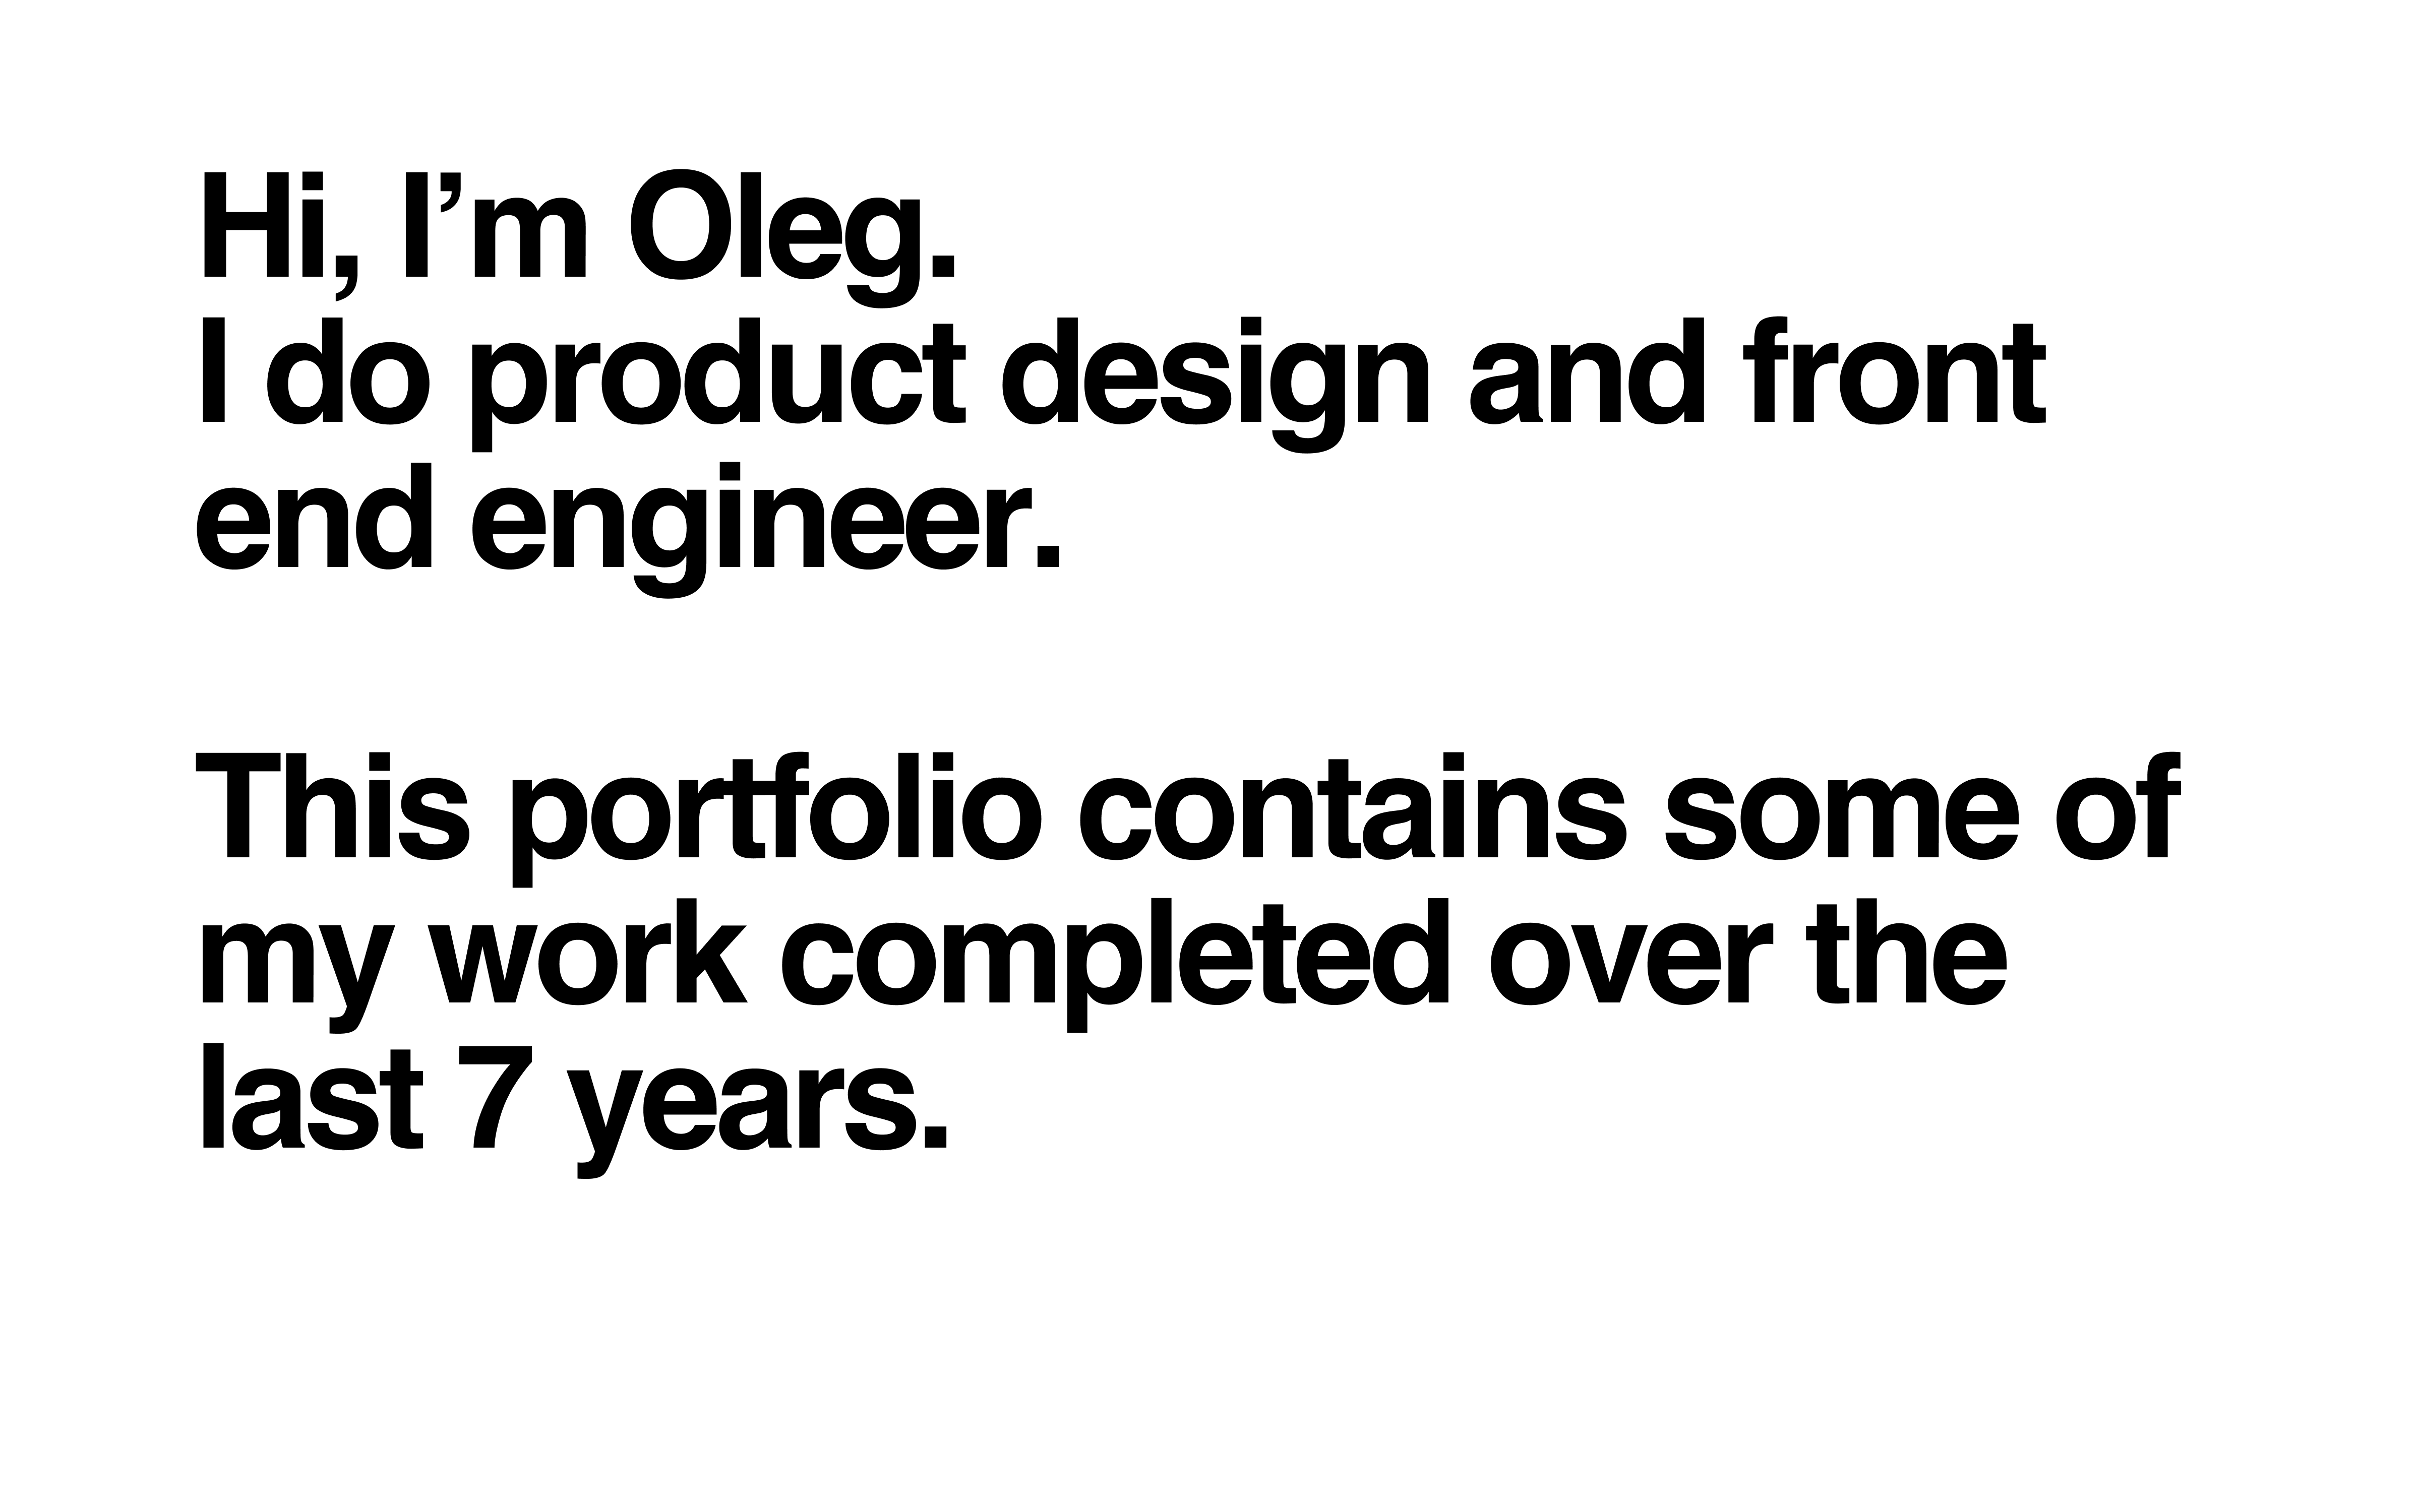 Hi, I’m Oleg.
I do product design and front
end engineer.
This portfolio contains some of
my work completed over the
last 7 years.